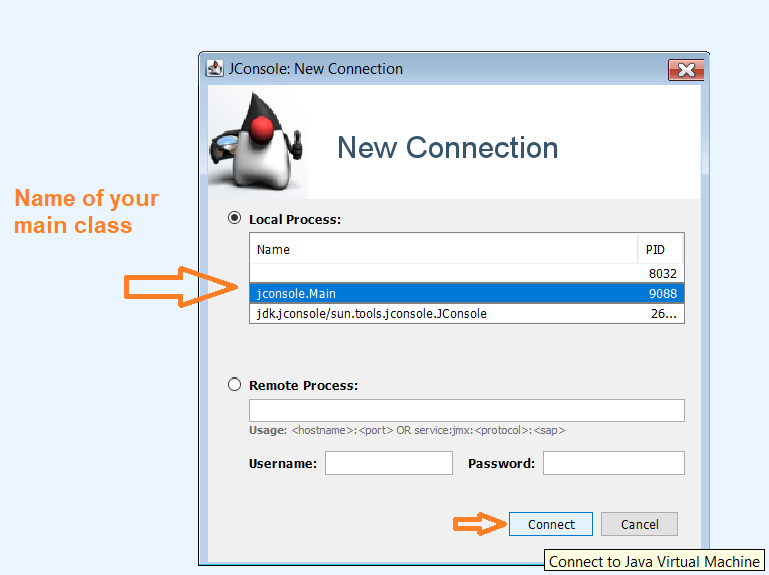 JConsole: New Connection
New Connection
Name of your
main class
Local Process:
Name PID
8032
jconsole.Main 9088
jdk.jconsole/sun.tools.jconsole.JConsole 26...
Remote Process:
Usage: <hostname>:<port> OR service:jmx:<protocol>:<sap>
Username: Password:
Connect Cancel
Connect to Java Virtual Machine